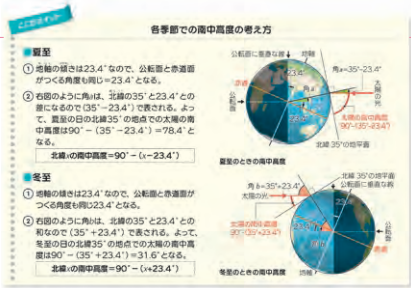 ここがポイント
各季節での南中高度の考え方
■夏至
① 地軸の傾きは23.4°なので、公転面と赤道面
がつくる角度も同じ=23.4°となる。
② 右図のように角aは、北緯の35°と23.4°との
差になるので(35°-23.4°)で表される。よっ
て、夏至の日の北緯35°の地点での太陽の南
中高度は90°-(35°-23.4°)=78.4°と
なる。
北緯xの南中高度=90°-(x-23.4°)
公転面に垂直な線
地軸
角a=35°-23.4°
23.4°
角a
太陽
の光
赤道
公転面
太陽の南中高度
90°-(35°-23.4°)
北緯35°の地平面
夏至のときの南中高度
■冬至
① 地軸の傾きは23.4°なので、公転面と赤道面が
つくる角度も同じ23.4°となる。
② 右図のように角bは、北緯の35°と23.4°との
和なので(35°+23.4°)で表される。よって、
冬至の日の北緯35°の地点での太陽の南中高
度は90°-(35°+23.4°)=31.6°となる。
北緯xの南中高度=90°-(x+23.4°)
北緯35°の地平面
角b=35°+23.4°
公転面に垂直な線
太陽の光
太陽の南中高度
90°-(35°+23.4°)
公転面
赤道
地軸
冬至のときの南中高度